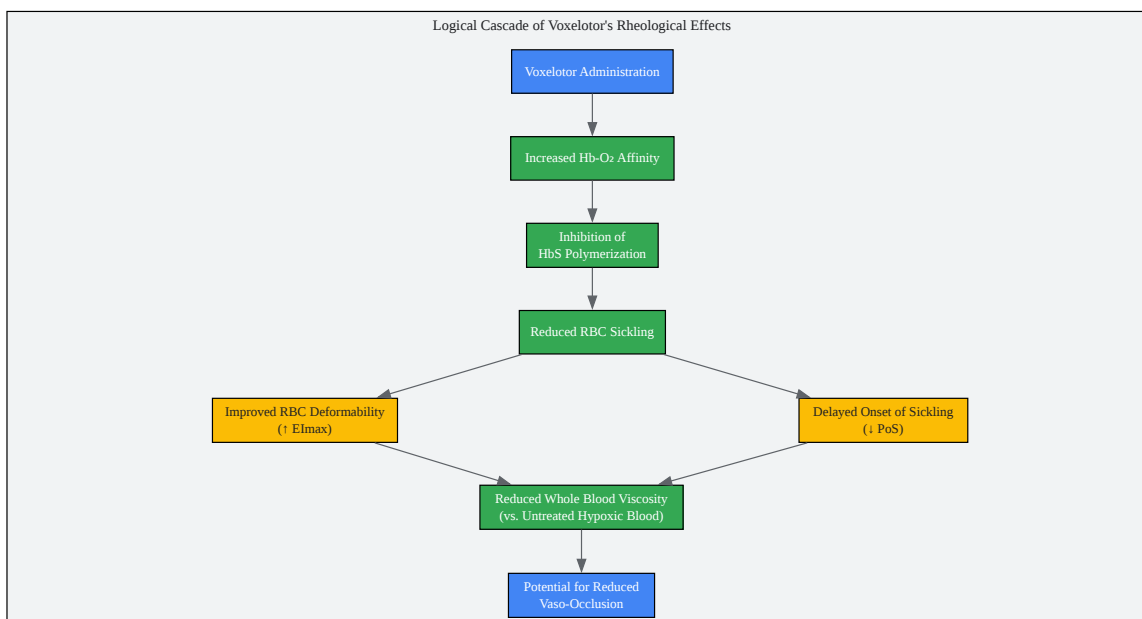 Logical Cascade of Voxelotor's Rheological Effects
Voxelotor Administration
Increased Hb-O₂ Affinity
Inhibition of
HbS Polymerization
Reduced RBC Sickling
Improved RBC Deformability
(↑ EImax)
Delayed Onset of Sickling
(↓ PoS)
Reduced Whole Blood Viscosity
(vs. Untreated Hypoxic Blood)
Potential for Reduced
Vaso-Occlusion